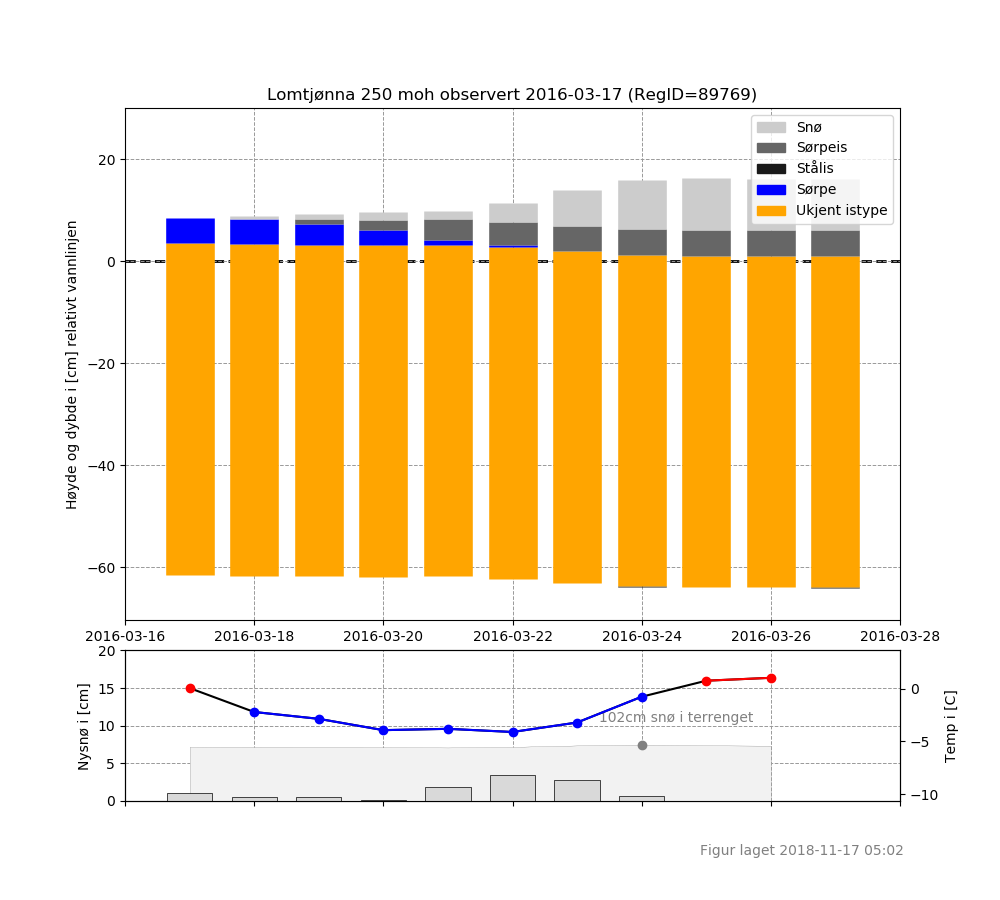 Lomtjønna 250 moh observert 2016-03-17 (RegID=89769)
Snø
Sørpeis
Stålis
Sørpe
Ukjent istype
Høyde og dybde i [cm] relativt vannlinjen
20
0
−20
−40
−60
2016-03-16 2016-03-18 2016-03-20 2016-03-22 2016-03-24 2016-03-26 2016-03-28
Nysnø i [cm]
20
15
10
5
0
102cm snø i terrenget
0
−5
−10
Temp i [C]
Figur laget 2018-11-17 05:02